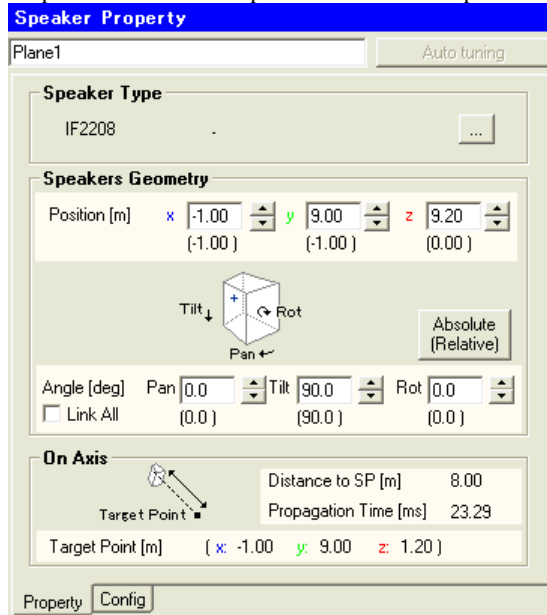 Speaker Property
Plane1 Auto tuning
Speaker Type
IF2208 - ...
Speakers Geometry
Position [m] x -1.00 y 9.00 z 9.20
(-1.00 ) (-1.00 ) (0.00 )
Tilt Rot
Pan
Absolute
(Relative)
Angle [deg] Pan 0.0 Tilt 90.0 Rot 0.0
Link All (0.0 ) (90.0 ) (0.0 )
On Axis
Distance to SP [m] 8.00
Target Point Propagation Time [ms] 23.29
Target Point [m] ( x: -1.00 y: 9.00 z: 1.20 )
Property Config